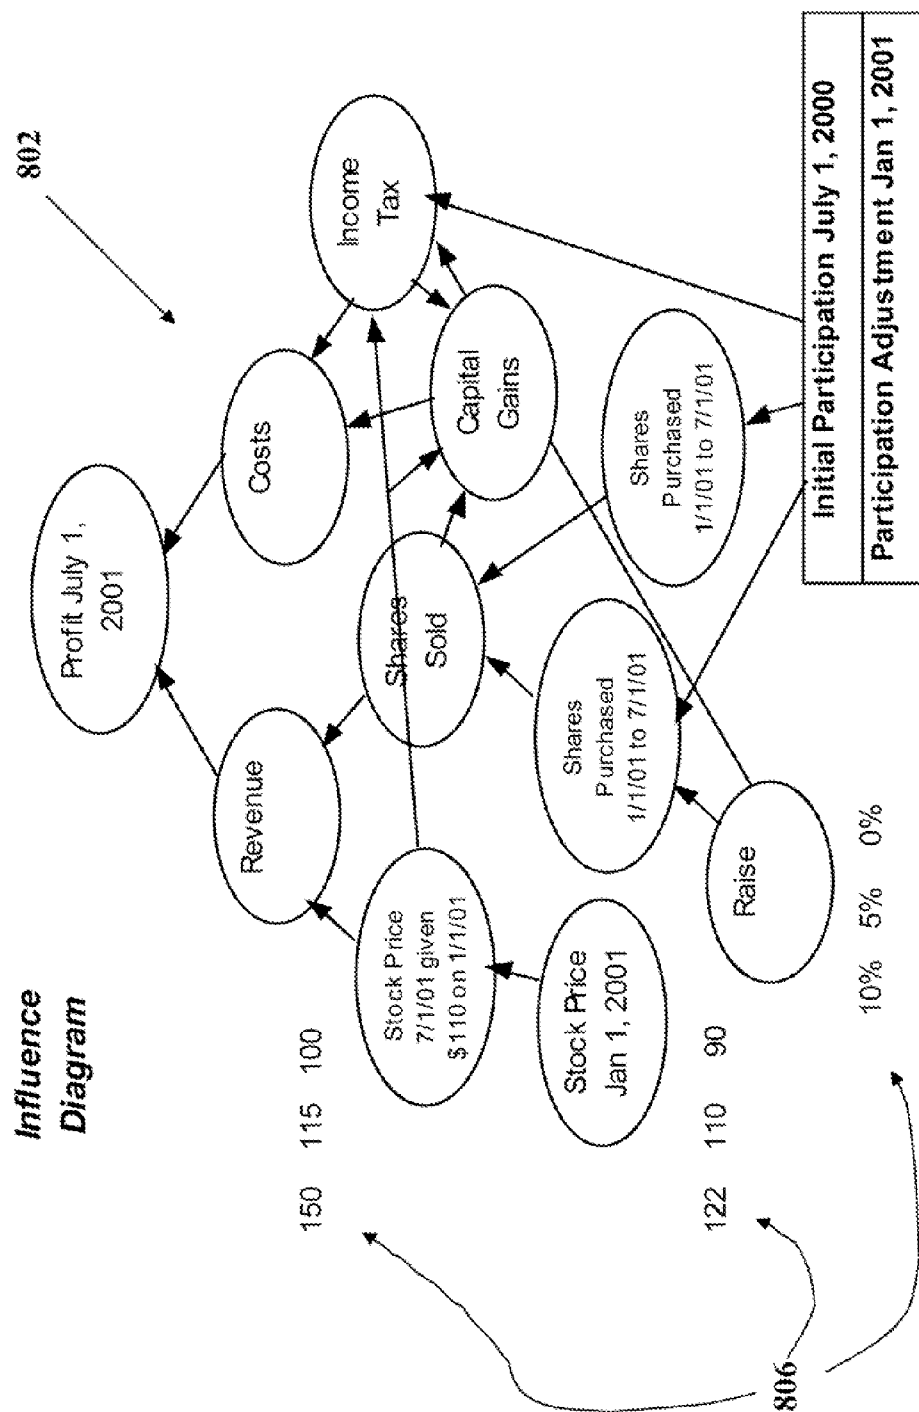 Influence
Diagram
802
Profit July 1,
2001
Revenue
Costs
150 115 100
Stock Price
7/1/01 given
$110 on 1/1/01
Shares
Sold
Income
Tax
Capital
Gains
Stock Price
Jan 1, 2001
Shares
Purchased
1/1/01 to 7/1/01
Shares
Purchased
1/1/01 to 7/1/01
122 110 90
Raise
10% 5% 0%
806
Initial Participation July 1, 2000
Participation Adjustment Jan 1, 2001